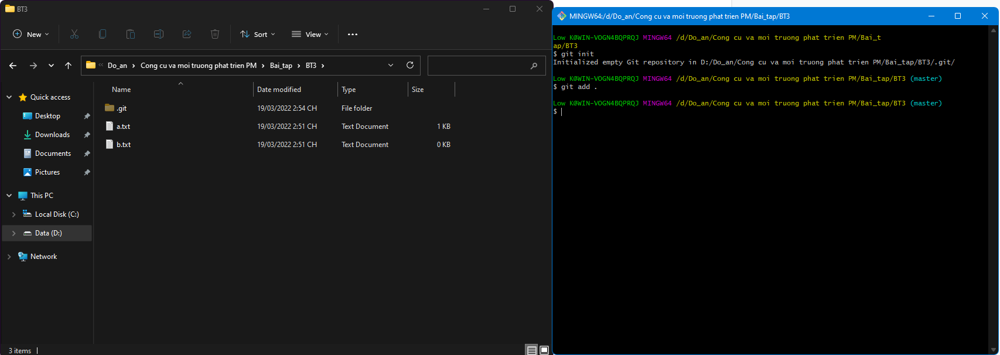 BT3
New
Sort
View
Do_an > Cong cu va moi truong phat trien PM > Bai_tap > BT3 >
Name Date modified Type Size
Quick access
Desktop
Downloads
Documents
Pictures
This PC
Local Disk (C:)
Data (D:)
Network
.git 19/03/2022 2:54 CH File folder
a.txt 19/03/2022 2:51 CH Text Document 1 KB
b.txt 19/03/2022 2:51 CH Text Document 0 KB
3 items
MINGW64:/d/Do_an/Cong cu va moi truong phat trien PM/Bai_tap/BT3
Low K@WIN-VOGN4BQPRQJ MINGW64 /d/Do_an/Cong cu va moi truong phat trien PM/Bai_t
ap/BT3
$ git init
Initialized empty Git repository in D:/Do_an/Cong cu va moi truong phat trien PM/Bai_tap/BT3/.git/
Low K@WIN-VOGN4BQPRQJ MINGW64 /d/Do_an/Cong cu va moi truong phat trien PM/Bai_tap/BT3 (master)
$ git add .
Low K@WIN-VOGN4BQPRQJ MINGW64 /d/Do_an/Cong cu va moi truong phat trien PM/Bai_tap/BT3 (master)
$